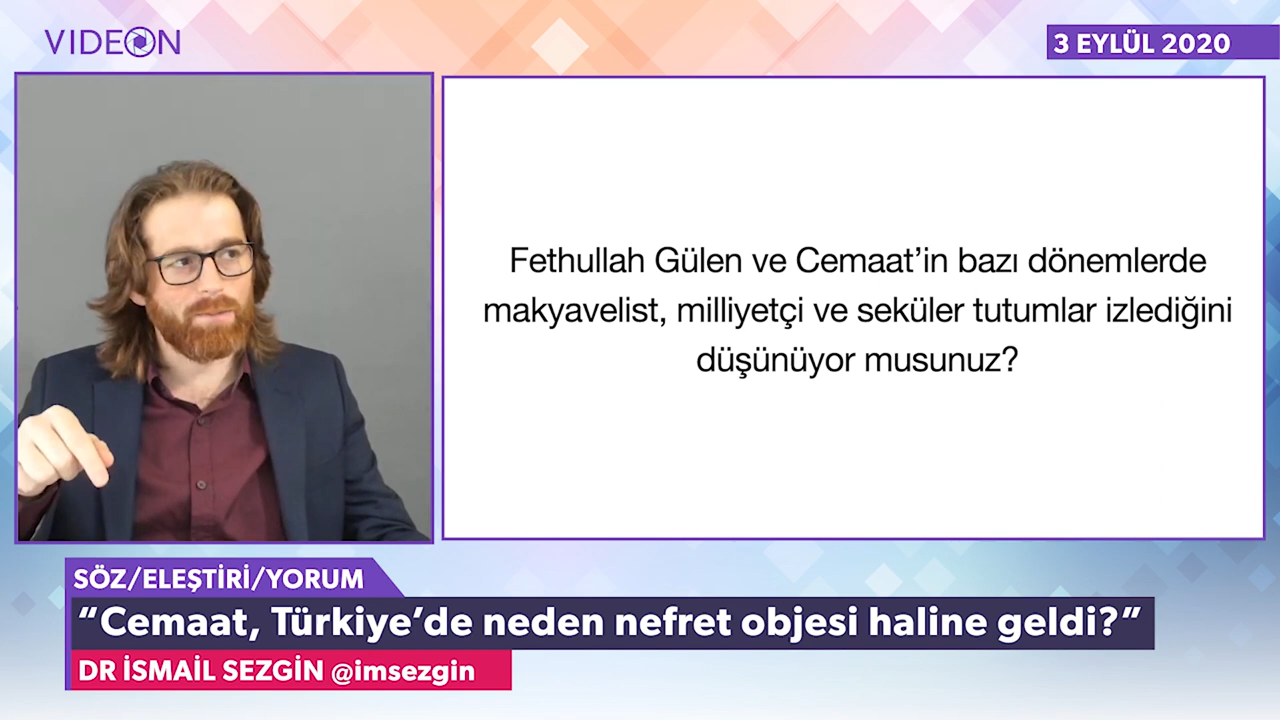 VIDEON
3 EYLÜL 2020
Fethullah Gülen ve Cemaat’in bazı dönemlerde
makyavelist, milliyetçi ve seküler tutumlar izlediğini
düşünüyor musunuz?
SÖZ/ELEŞTİRİ/YORUM
“Cemaat, Türkiye’de neden nefret objesi haline geldi?”
DR İSMAİL SEZGİN @imsezgin